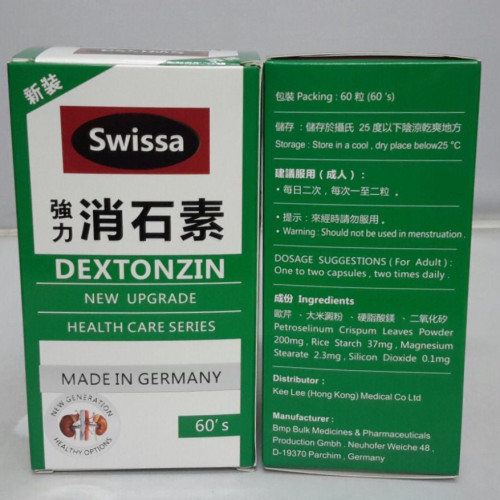 新裝
Swissa
強力
消石素
DEXTONZIN
NEW UPGRADE
HEALTH CARE SERIES
MADE IN GERMANY
NEW GENERATION
HEALTHY OPTIONS
60's
包裝 Packing : 60 粒 (60 's)
儲存 : 儲存於攝氏 25 度以下陰涼乾爽地方
Storage : Store in a cool , dry place below25 °C
建議服用 ( 成人 ) :
• 每日二次 , 每次一至二粒 。
• 提示 : 來經時請勿服用 。
• Warning : Should not be used in menstruation .
DOSAGE SUGGESTIONS ( For Adult ) :
One to two capsules , two times daily .
成份 Ingredients
歐芹 、大米澱粉 、硬脂酸鎂 、二氧化矽
Petroselinum Crispum Leaves Powder
200mg , Rice Starch 37mg , Magnesium
Stearate 2.3mg , Silicon Dioxide 0.1mg
Distributor :
Kee Lee (Hong Kong) Medical Co Ltd
Manufacturer :
Bmp Bulk Medicines & Pharmaceuticals
Production GmbH . Neuhofer Weiche 48 ,
D-19370 Parchim , Germany